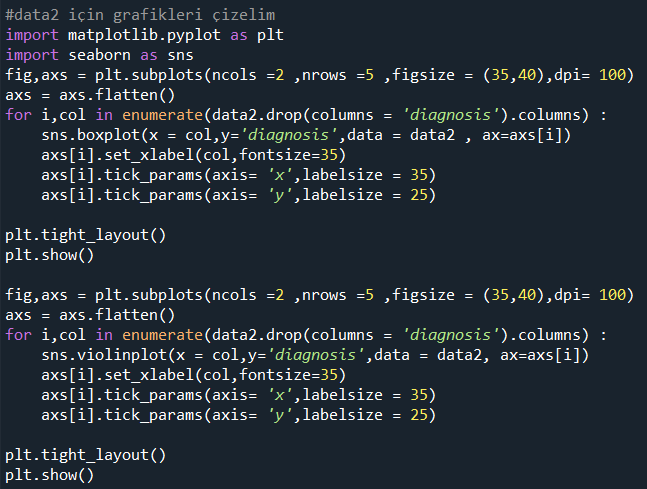 #data2 için grafikleri çizelim
import matplotlib.pyplot as plt
import seaborn as sns
fig,axs = plt.subplots(ncols =2 ,nrows =5 ,figsize = (35,40),dpi= 100)
axs = axs.flatten()
for i,col in enumerate(data2.drop(columns = 'diagnosis').columns) :
    sns.boxplot(x = col,y='diagnosis',data = data2 , ax=axs[i])
    axs[i].set_xlabel(col,fontsize=35)
    axs[i].tick_params(axis= 'x',labelsize = 35)
    axs[i].tick_params(axis= 'y',labelsize = 25)

plt.tight_layout()
plt.show()

fig,axs = plt.subplots(ncols =2 ,nrows =5 ,figsize = (35,40),dpi= 100)
axs = axs.flatten()
for i,col in enumerate(data2.drop(columns = 'diagnosis').columns) :
    sns.violinplot(x = col,y='diagnosis',data = data2, ax=axs[i])
    axs[i].set_xlabel(col,fontsize=35)
    axs[i].tick_params(axis= 'x',labelsize = 35)
    axs[i].tick_params(axis= 'y',labelsize = 25)

plt.tight_layout()
plt.show()